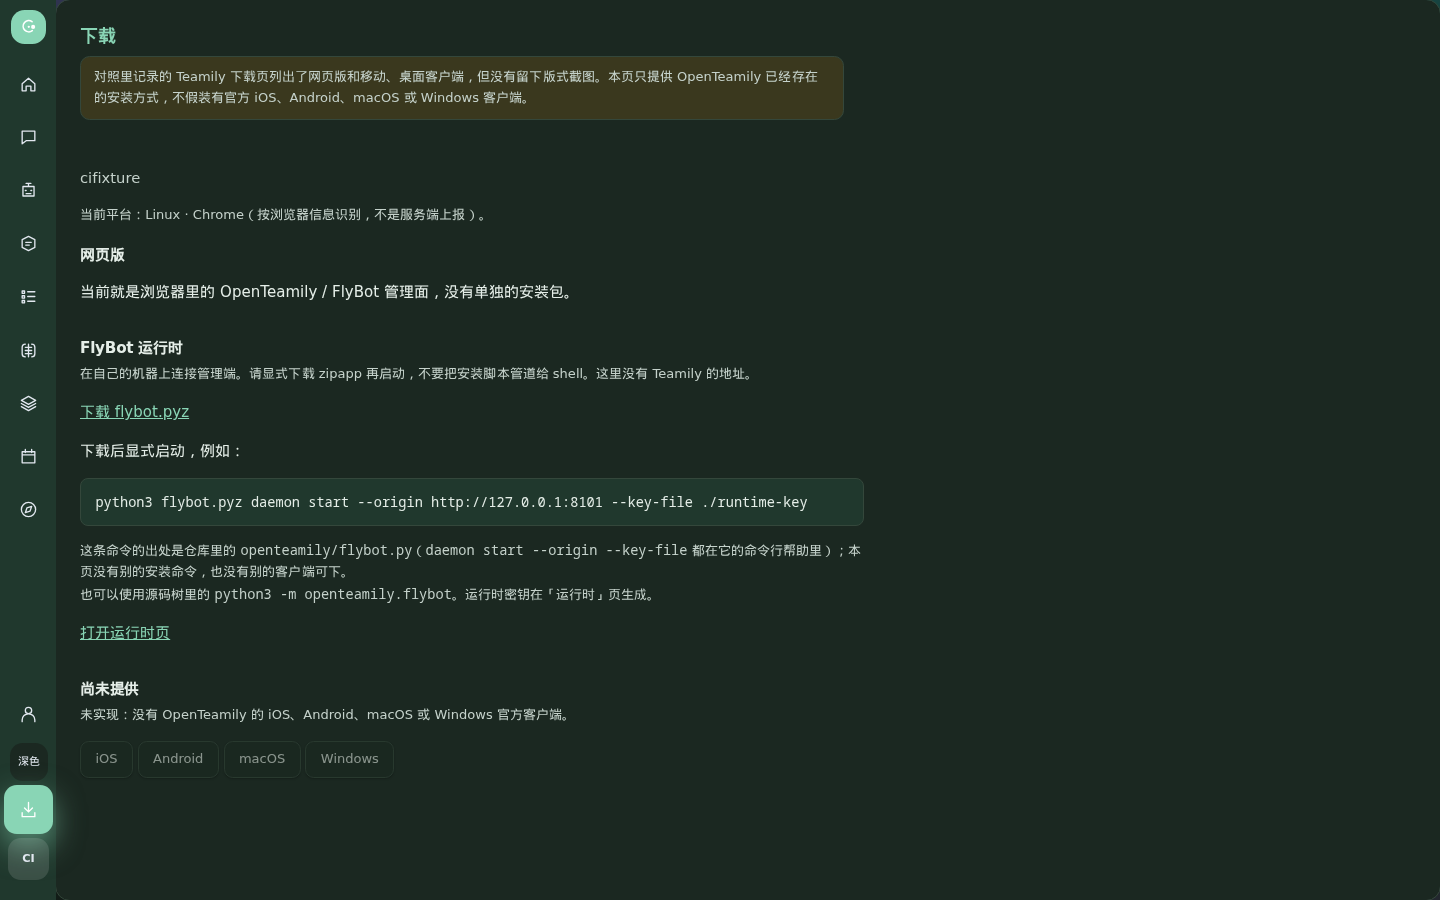 下载
对照里记录的 Teamily 下载页列出了网页版和移动、桌面客户端，但没有留下版式截图。本页只提供 OpenTeamily 已经存在
的安装方式，不假装有官方 iOS、Android、macOS 或 Windows 客户端。
cifixture
当前平台：Linux · Chrome（按浏览器信息识别，不是服务端上报）。
网页版
当前就是浏览器里的 OpenTeamily / FlyBot 管理面，没有单独的安装包。
FlyBot 运行时
在自己的机器上连接管理端。请显式下载 zipapp 再启动，不要把安装脚本管道给 shell。这里没有 Teamily 的地址。
下载 flybot.pyz
下载后显式启动，例如：
python3 flybot.pyz daemon start --origin http://127.0.0.1:8101 --key-file ./runtime-key
这条命令的出处是仓库里的 openteamily/flybot.py（daemon start --origin --key-file 都在它的命令行帮助里）；本
页没有别的安装命令，也没有别的客户端可下。
也可以使用源码树里的 python3 -m openteamily.flybot。运行时密钥在「运行时」页生成。
打开运行时页
尚未提供
未实现：没有 OpenTeamily 的 iOS、Android、macOS 或 Windows 官方客户端。
iOS Android macOS Windows
深色
CI